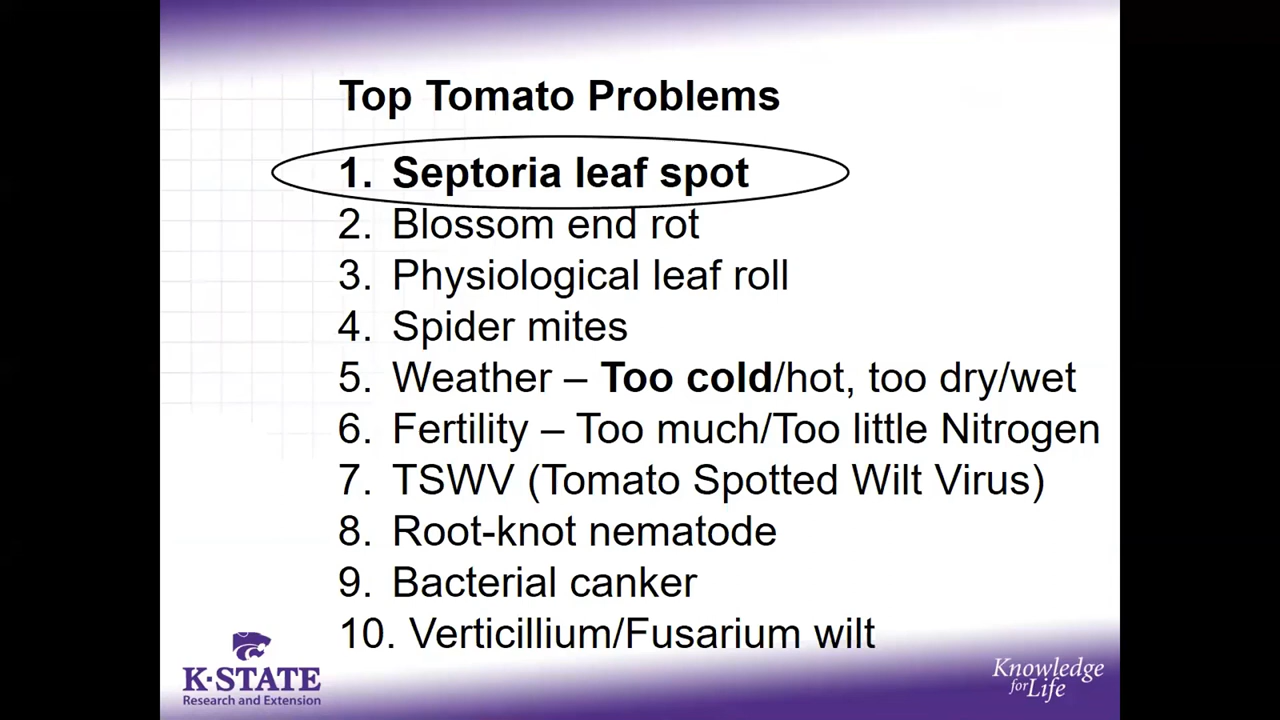 Top Tomato Problems
1. Septoria leaf spot
2. Blossom end rot
3. Physiological leaf roll
4. Spider mites
5. Weather – Too cold/hot, too dry/wet
6. Fertility – Too much/Too little Nitrogen
7. TSWV (Tomato Spotted Wilt Virus)
8. Root-knot nematode
9. Bacterial canker
10. Verticillium/Fusarium wilt
K-STATE
Research and Extension
Knowledge
for Life